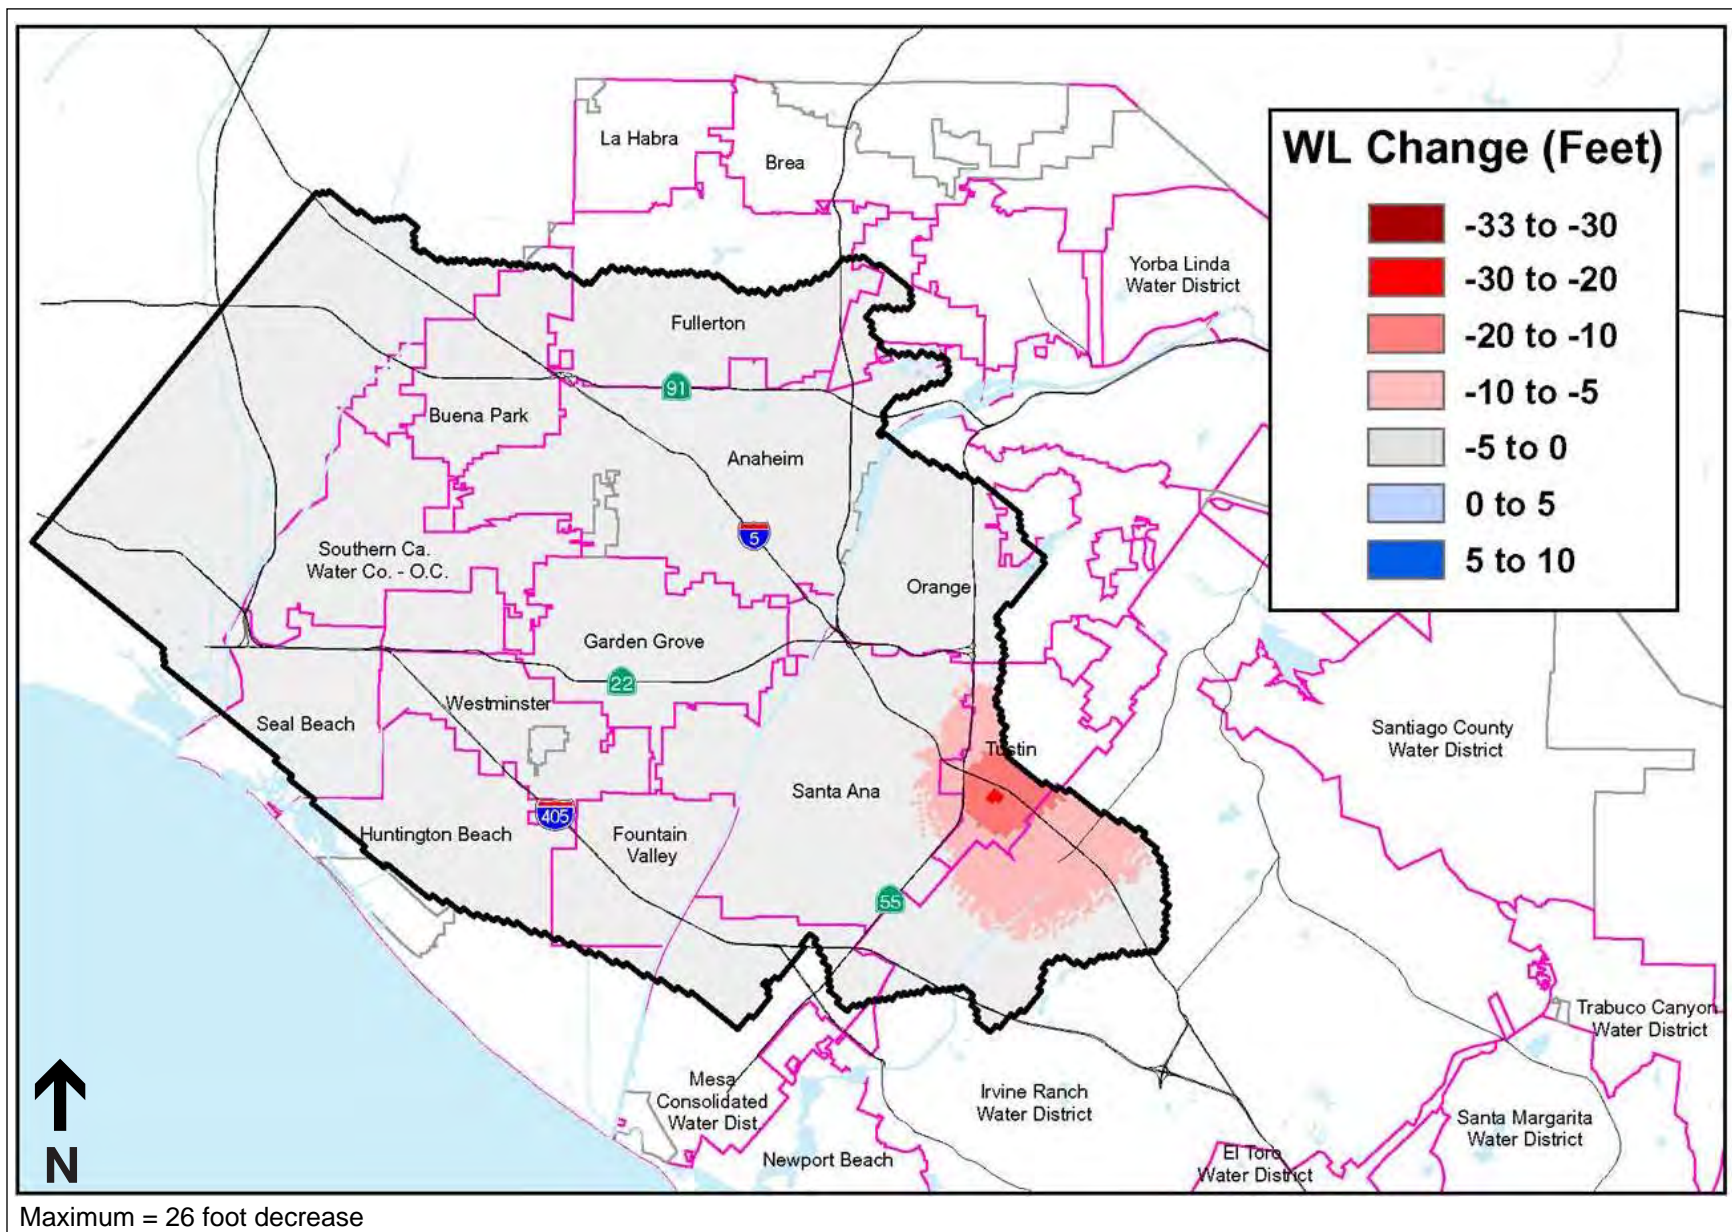 La Habra
Brea
WL Change (Feet)
-33 to -30
-30 to -20
-20 to -10
-10 to -5
-5 to 0
0 to 5
5 to 10
Yorba Linda
Water District
Fullerton
91
Buena Park
Anaheim
5
Southern Ca.
Water Co. - O.C.
Orange
Garden Grove
22
Westminster
Seal Beach
Tustin
Santiago County
Water District
Santa Ana
405
Huntington Beach
Fountain
Valley
55
Trabuco Canyon
Water District
Mesa
Consolidated
Water Dist.
Irvine Ranch
Water District
Santa Margarita
Water District
Newport Beach
El Toro
Water District
N
Maximum = 26 foot decrease